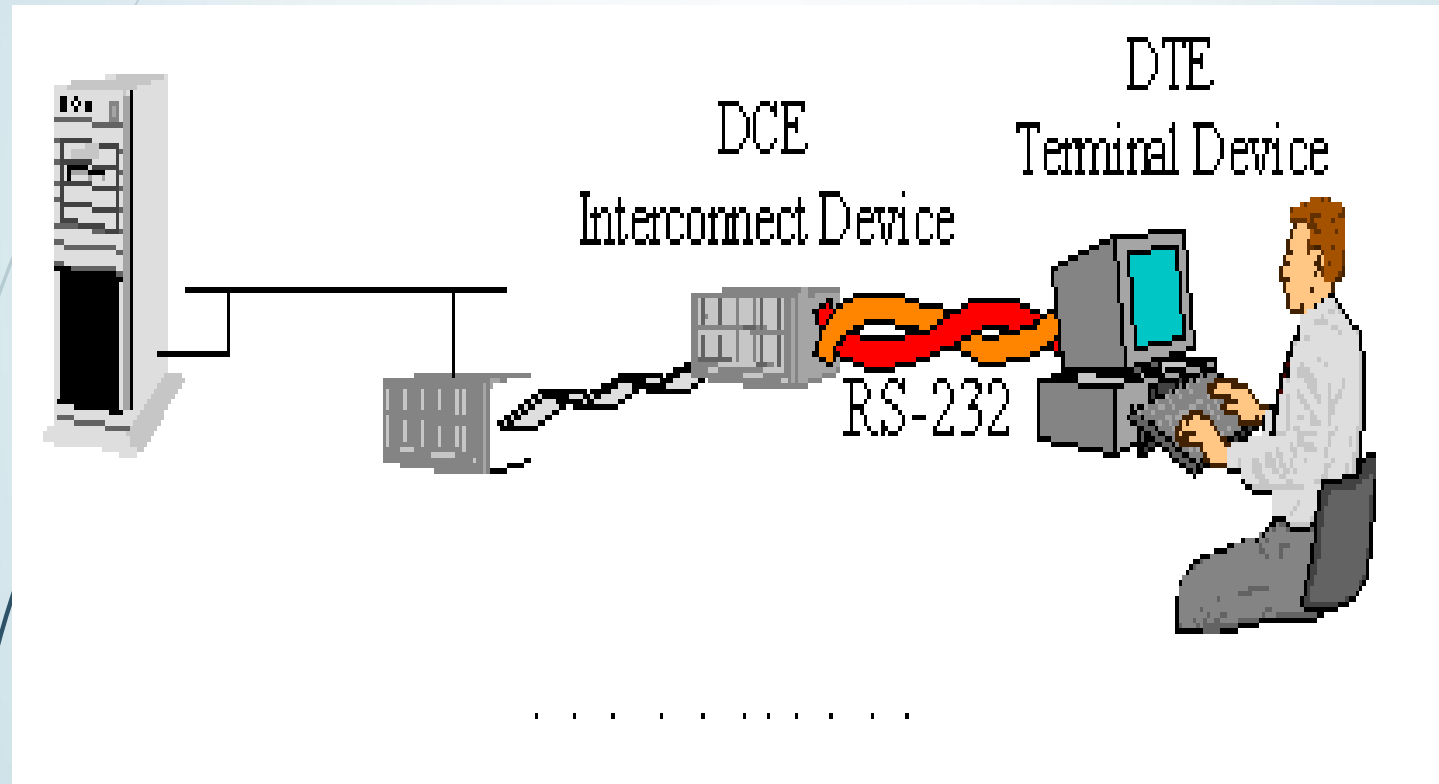 DTE
Terminal Device
DCE
Interconnect Device
RS-232